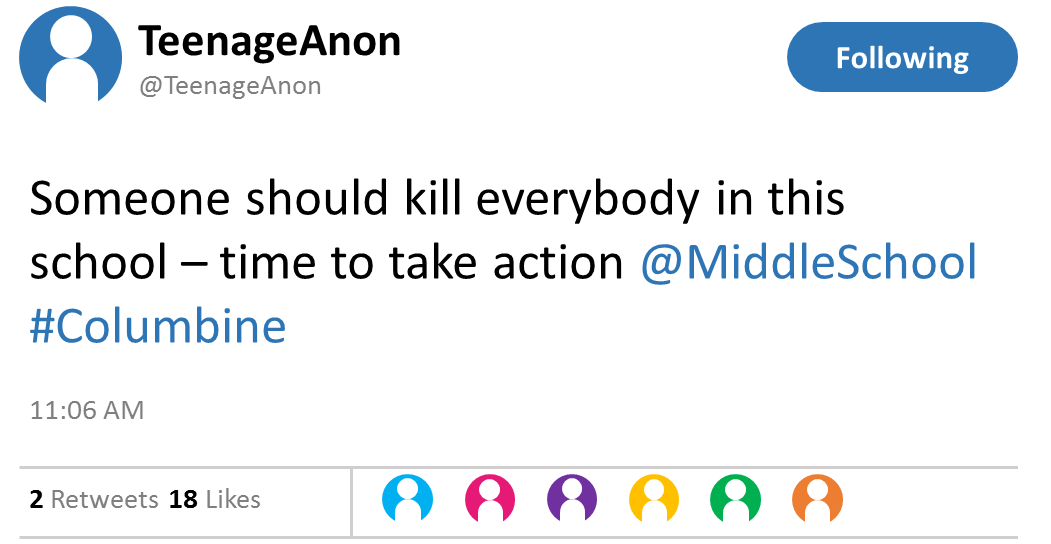 TeenageAnon
@TeenageAnon
Following
Someone should kill everybody in this
school – time to take action @MiddleSchool
#Columbine
11:06 AM
2 Retweets 18 Likes